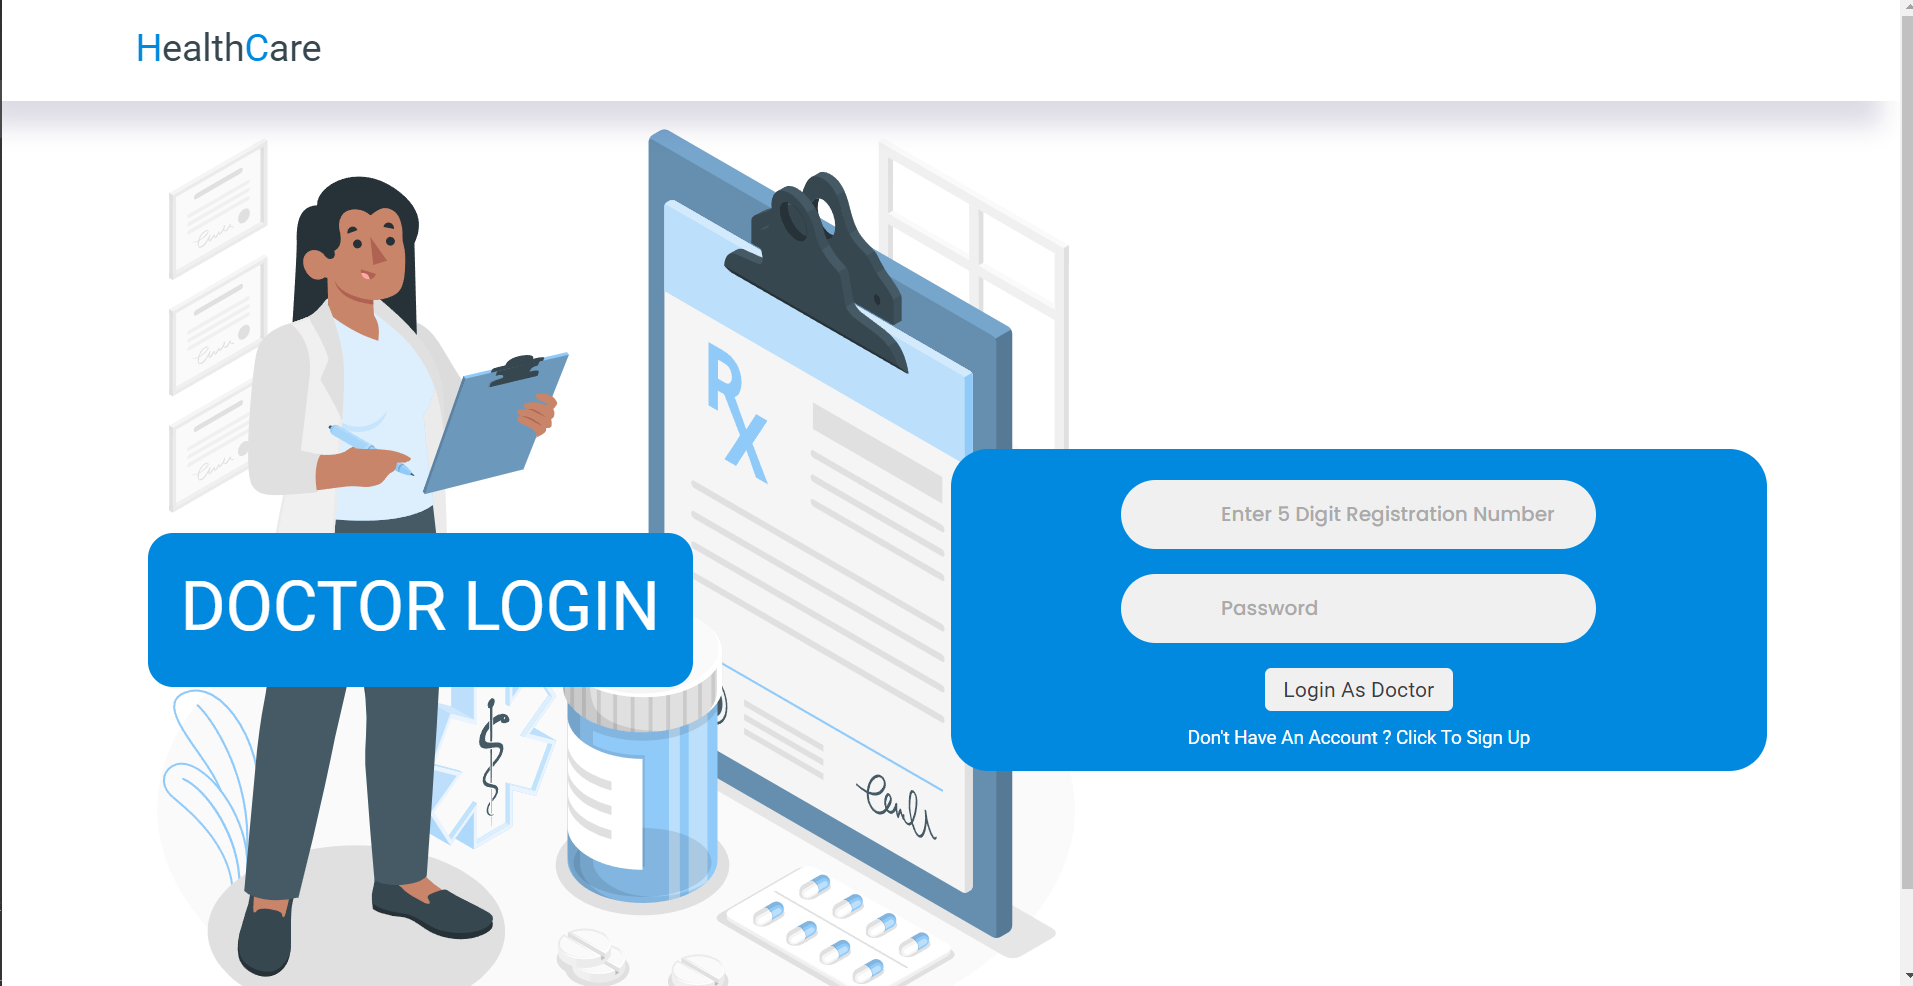 HealthCare
Rx
DOCTOR LOGIN
Enter 5 Digit Registration Number
Password
Login As Doctor
Don't Have An Account ? Click To Sign Up